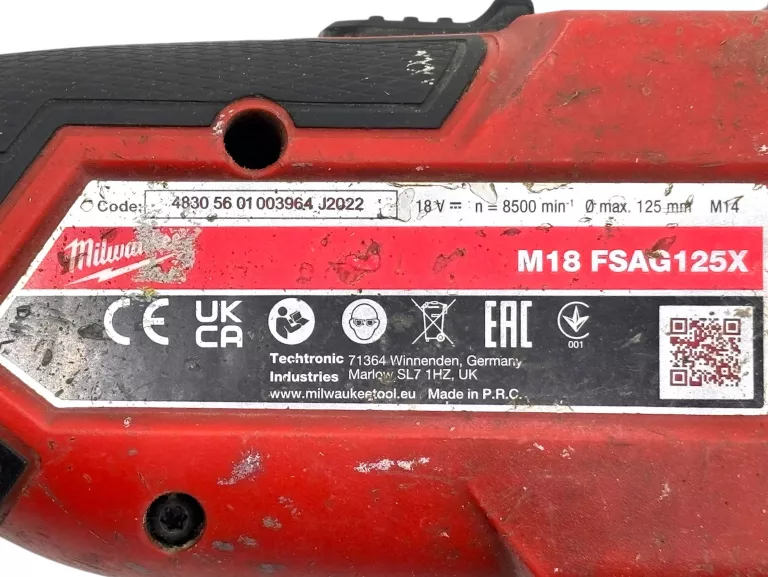 Code: 4830 56 01 003964 J2022 18 V n = 8500 min-1 Ø max. 125 mm M14
M18 FSAG125X
CE UK CA EAC 001
Techtronic Industries
71364 Winnenden, Germany
Marlow SL7 1HZ, UK
www.milwaukeetool.eu Made in P.R.C.